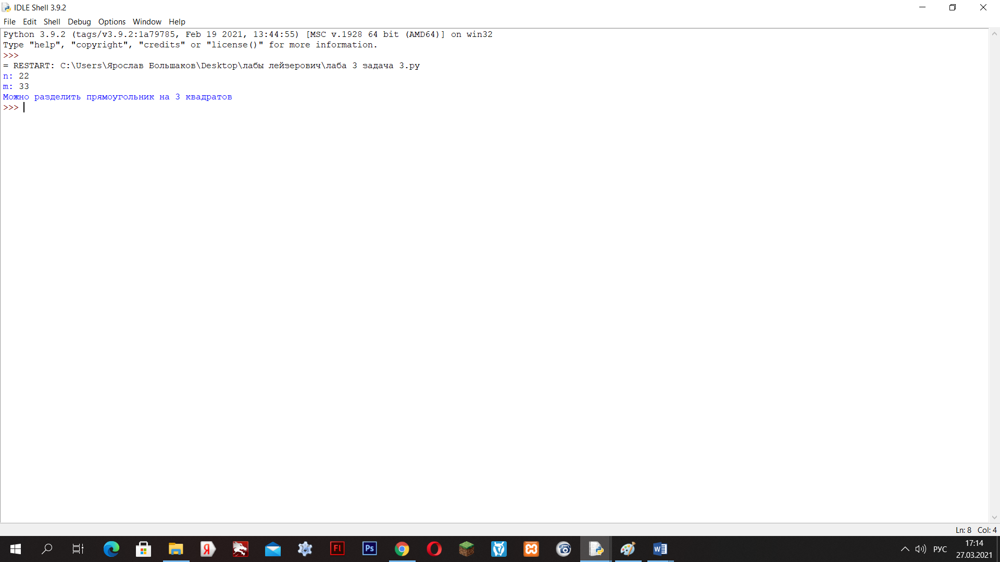 IDLE Shell 3.9.2
File Edit Shell Debug Options Window Help
Python 3.9.2 (tags/v3.9.2:1a79785, Feb 19 2021, 13:44:55) [MSC v.1928 64 bit (AMD64)] on win32
Type "help", "copyright", "credits" or "license()" for more information.
>>>
= RESTART: C:\Users\Ярослав Большаков\Desktop\лабы лейзерович\лаба 3 задача 3.py
n: 22
m: 33
Можно разделить прямоугольник на 3 квадратов
>>>
Ln: 8 Col: 4
Я Fl Ps W
РУС
17:14
27.03.2021